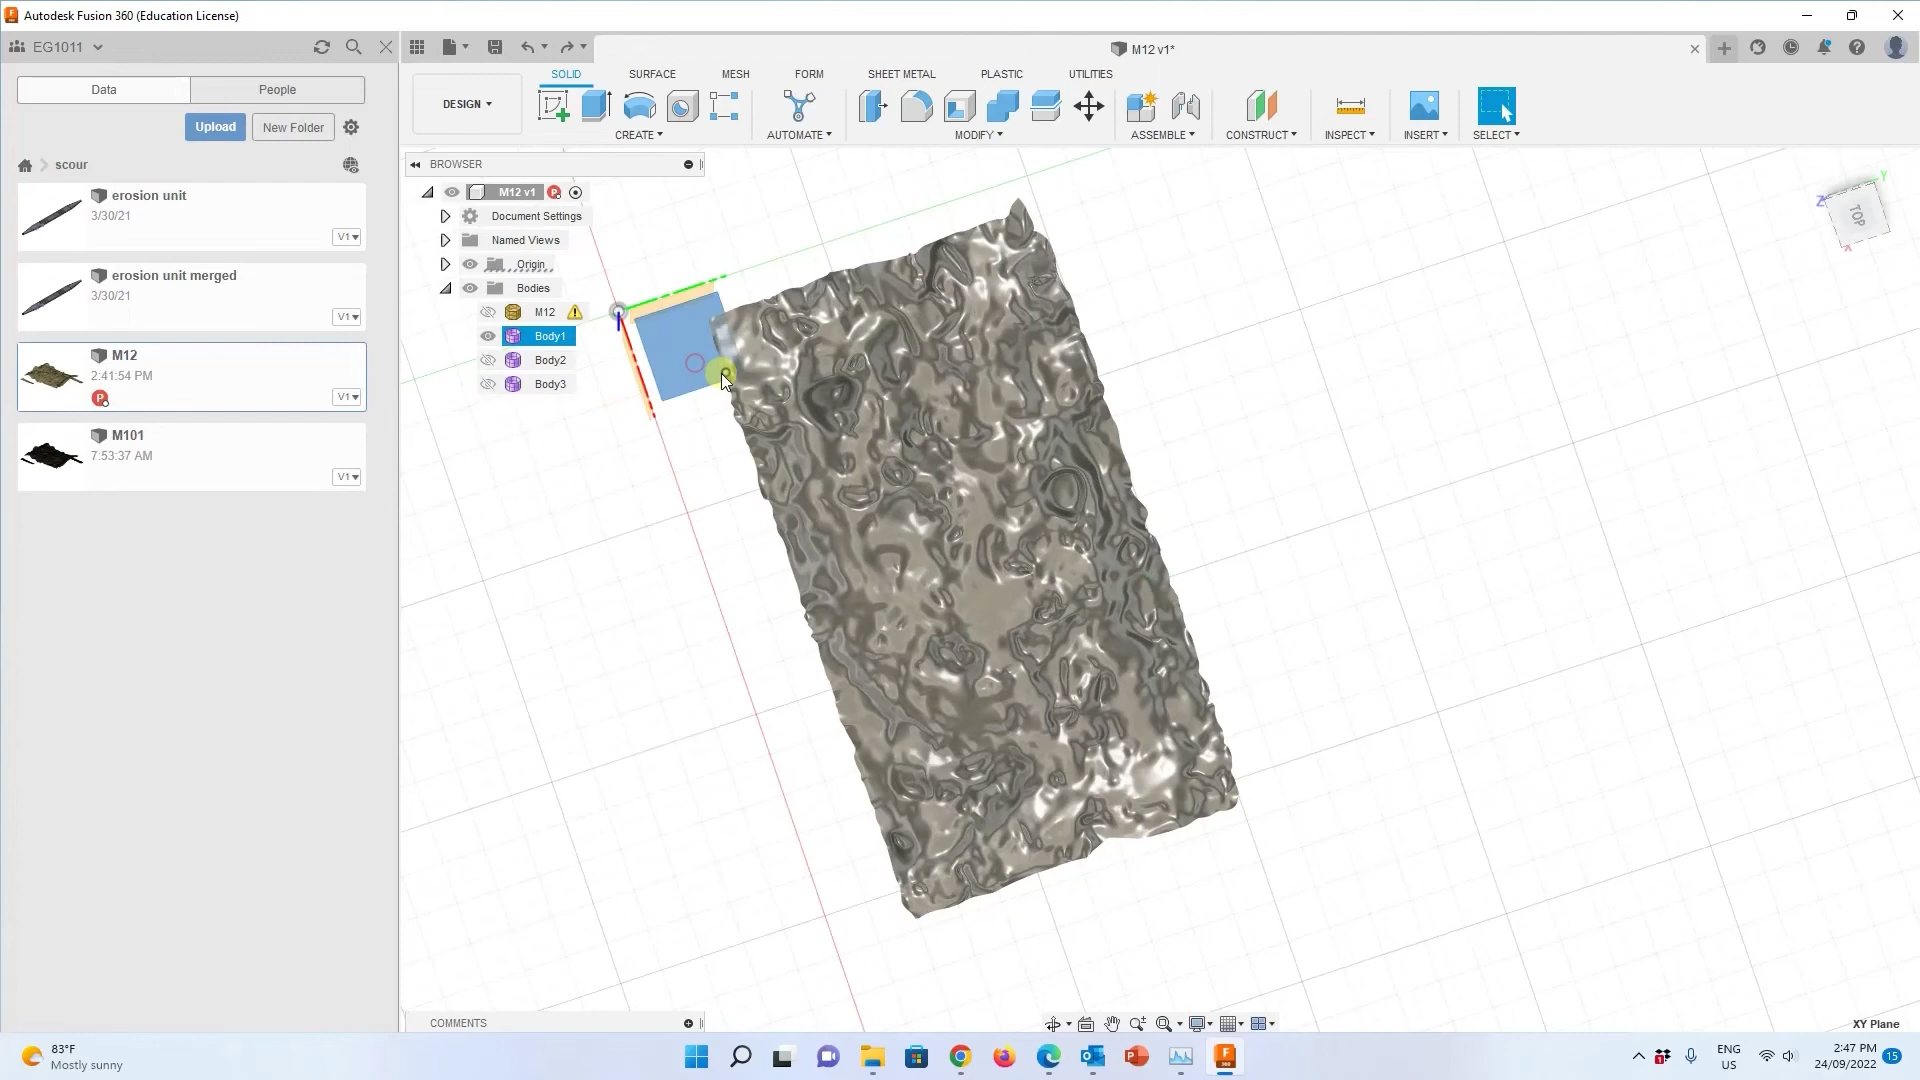 Autodesk Fusion 360 (Education License)
EG1011
M12 v1*
Data
People
SOLID
SURFACE
MESH
FORM
SHEET METAL
PLASTIC
UTILITIES
DESIGN
Upload
New Folder
CREATE
AUTOMATE
MODIFY
ASSEMBLE
CONSTRUCT
INSPECT
INSERT
SELECT
scour
BROWSER
erosion unit
3/30/21
V1
erosion unit merged
3/30/21
V1
M12
2:41:54 PM
P
V1
M101
7:53:37 AM
V1
M12 v1
P
Document Settings
Named Views
Origin
Bodies
M12
Body1
Body2
Body3
Y
Z
TOP
X
COMMENTS
XY Plane
83°F
Mostly sunny
ENG
US
2:47 PM
24/09/2022
15